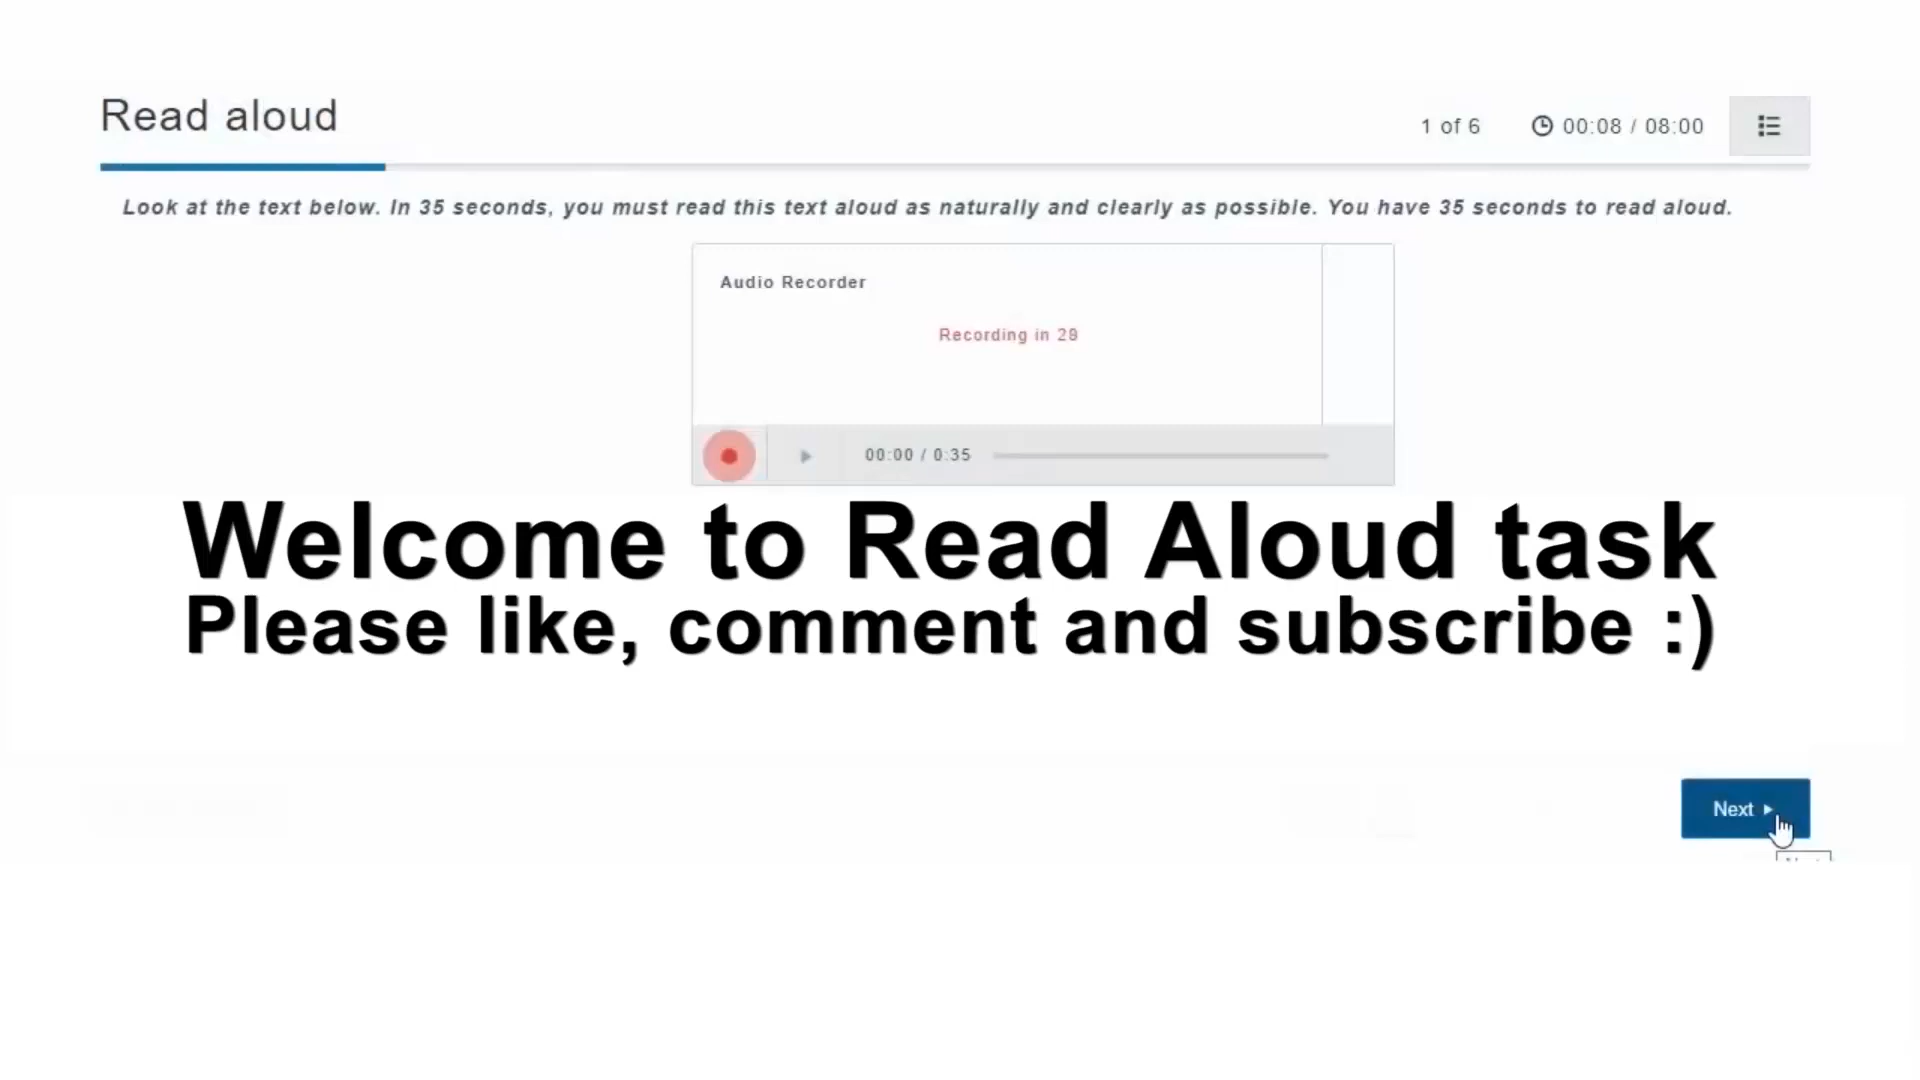 Read aloud
1 of 6
00:08 / 08:00
Look at the text below. In 35 seconds, you must read this text aloud as naturally and clearly as possible. You have 35 seconds to read aloud.
Audio Recorder
Recording in 29
00:00 / 0:35
Welcome to Read Aloud task
Please like, comment and subscribe :)
Next